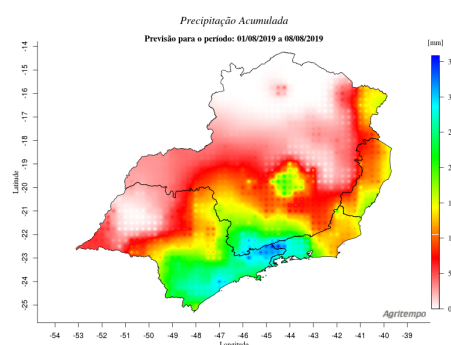 Precipitação Acumulada
Previsão para o período: 01/08/2019 a 08/08/2019
[mm]
-14
-15
-16
-17
-18
-19
-20
-21
-22
-23
-24
-25
Latitude
-54 -53 -52 -51 -50 -49 -48 -47 -46 -45 -44 -43 -42 -41 -40 -39
Longitude
Agritempo